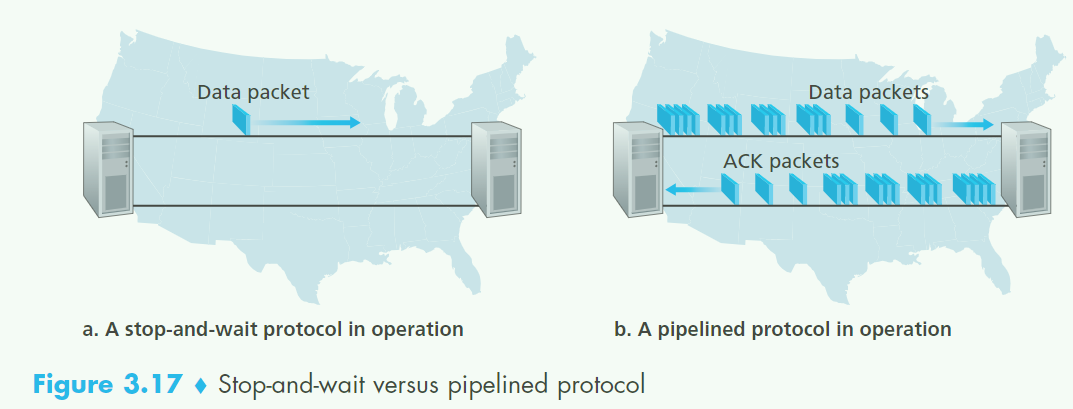 Data packet
Data packets
ACK packets
a. A stop-and-wait protocol in operation
b. A pipelined protocol in operation
Figure 3.17 ♦ Stop-and-wait versus pipelined protocol